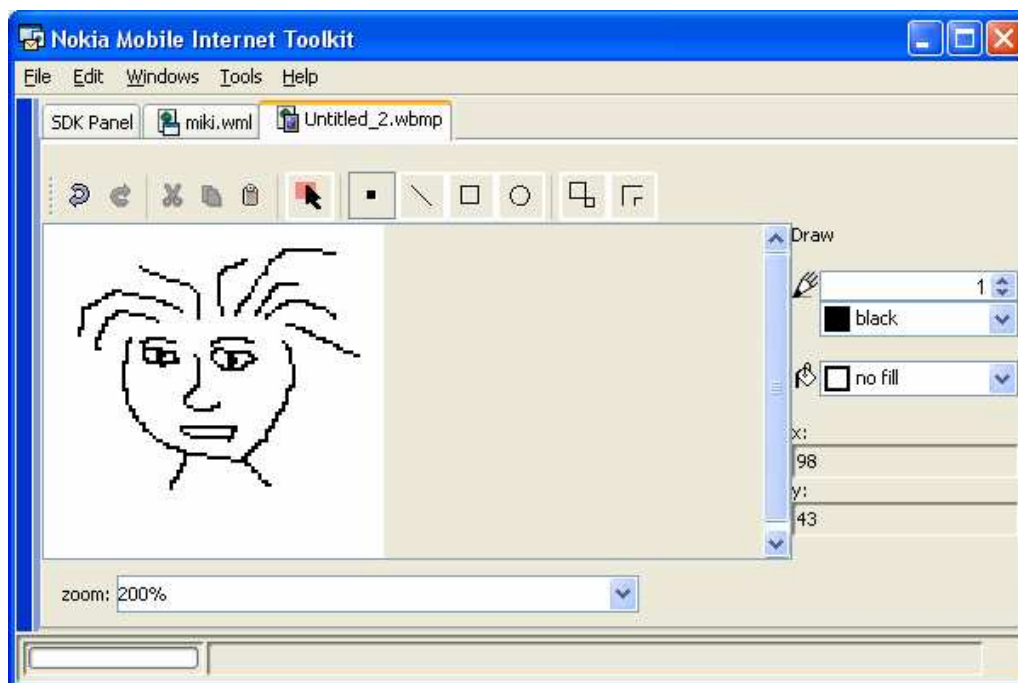 Nokia Mobile Internet Toolkit
File Edit Windows Tools Help
SDK Panel miki.wml Untitled_2.wbmp
Draw
1
black
no fill
x:
98
y:
43
zoom: 200%